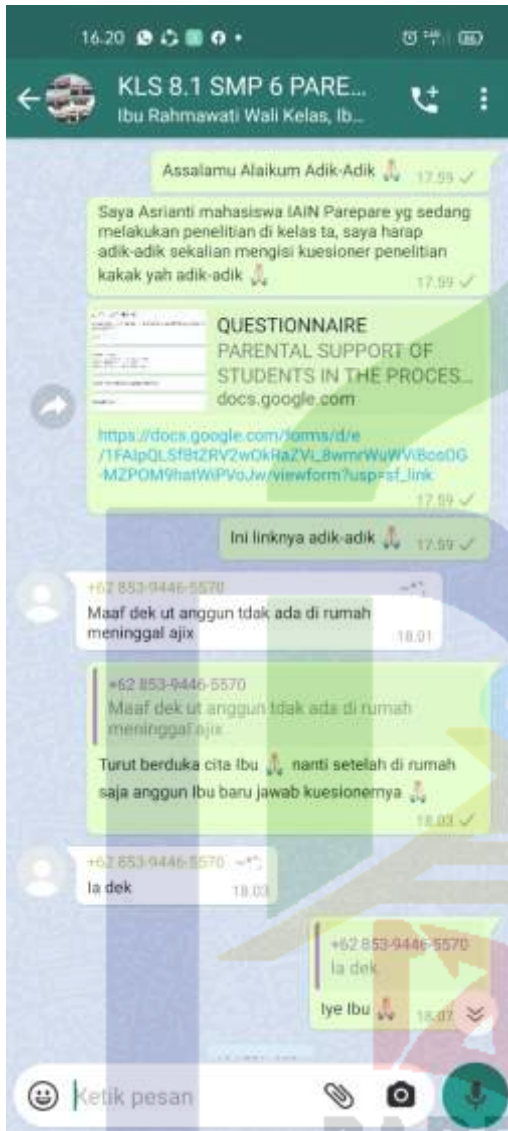 16.20
KLS 8.1 SMP 6 PARE...
Ibu Rahmawati Wali Kelas, Ib...
Assalamu Alaikum Adik-Adik 🙏 17.59
Saya Asrianti mahasiswa IAIN Parepare yg sedang
melakukan penelitian di kelas ta, saya harap
adik-adik sekalian mengisi kuesioner penelitian
kakak yah adik-adik 🙏 17.59
QUESTIONNAIRE
PARENTAL SUPPORT OF
STUDENTS IN THE PROCES...
docs.google.com
https://docs.google.com/forms/d/e
17.59
Ini linknya adik-adik 🙏 17.59
+62 853-9446-5570
Maaf dek ut anggun tdak ada di rumah
meninggal ajix 18.01
+62 853-9446-5570
Maaf dek ut anggun tdak ada di rumah
meninggal ajix
Turut berduka cita Ibu 🙏 nanti setelah di rumah
saja anggun Ibu baru jawab kuesionernya 🙏
18.03
+62 853-9446-5570
Ia dek 18.03
+62 853-9446-5570
Ia dek
Iye Ibu 🙏 18.07
Ketik pesan